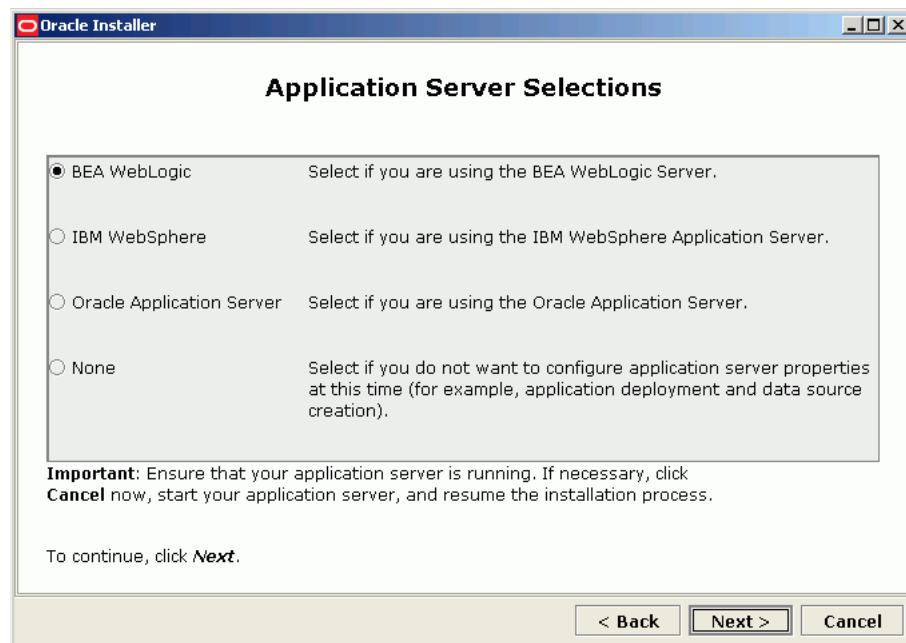 Oracle Installer
Application Server Selections
BEA WebLogic Select if you are using the BEA WebLogic Server.
IBM WebSphere Select if you are using the IBM WebSphere Application Server.
Oracle Application Server Select if you are using the Oracle Application Server.
None Select if you do not want to configure application server properties
at this time (for example, application deployment and data source
creation).
Important: Ensure that your application server is running. If necessary, click
Cancel now, start your application server, and resume the installation process.
To continue, click Next.
< Back Next > Cancel